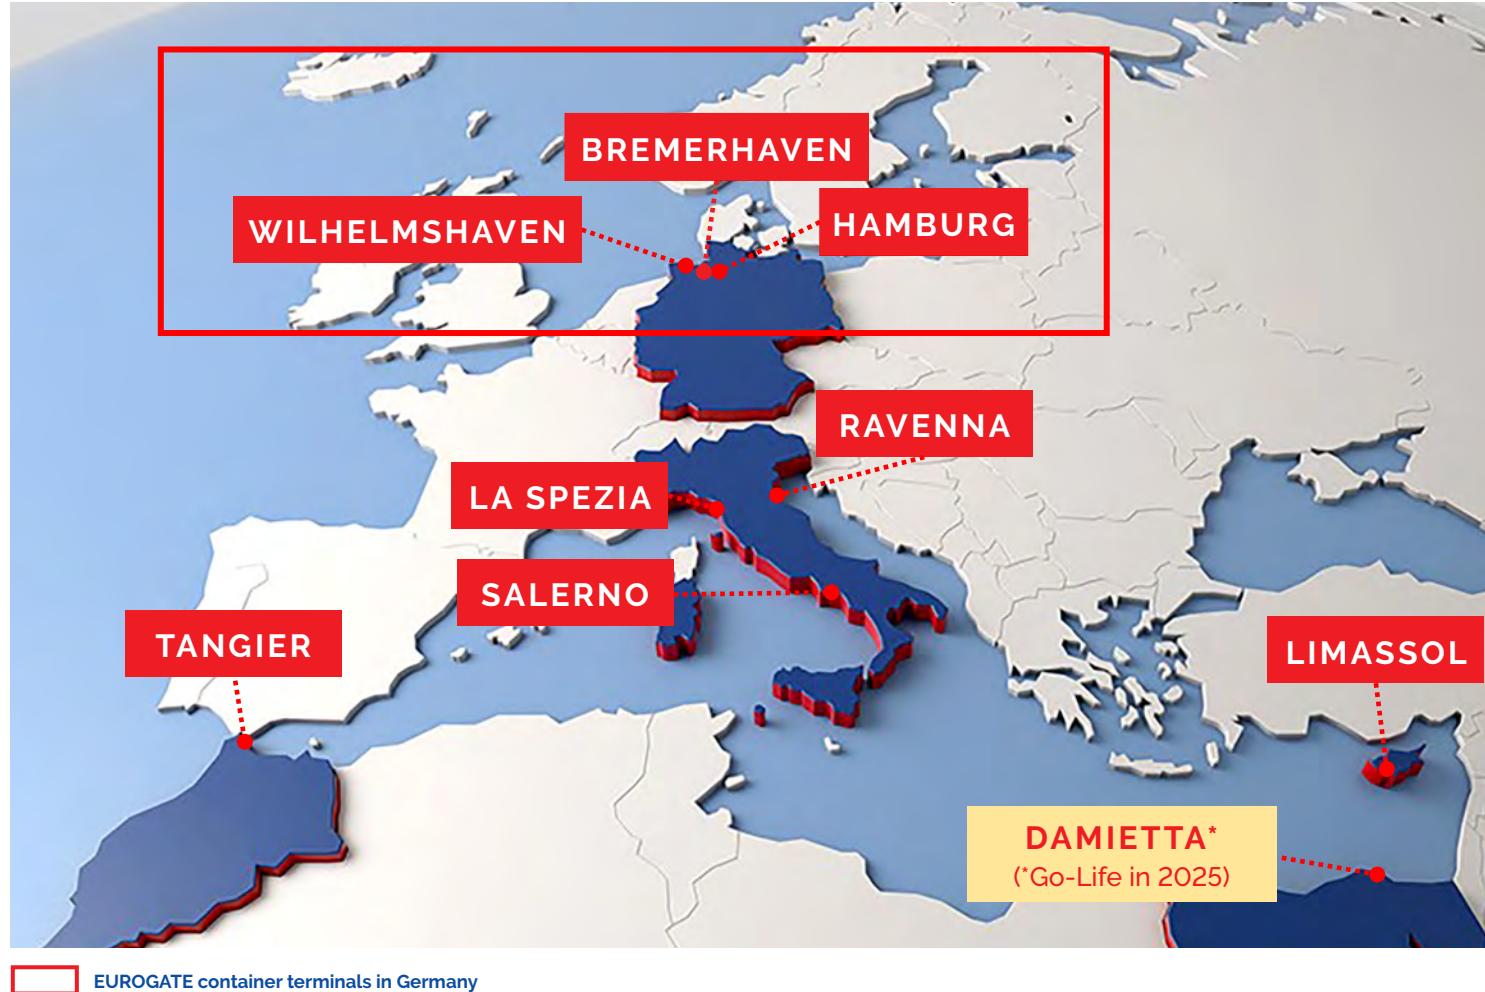 BREMERHAVEN
WILHELMSHAVEN
HAMBURG
RAVENNA
LA SPEZIA
SALERNO
TANGIER
LIMASSOL
DAMIETTA*
(*Go-Life in 2025)
EUROGATE container terminals in Germany